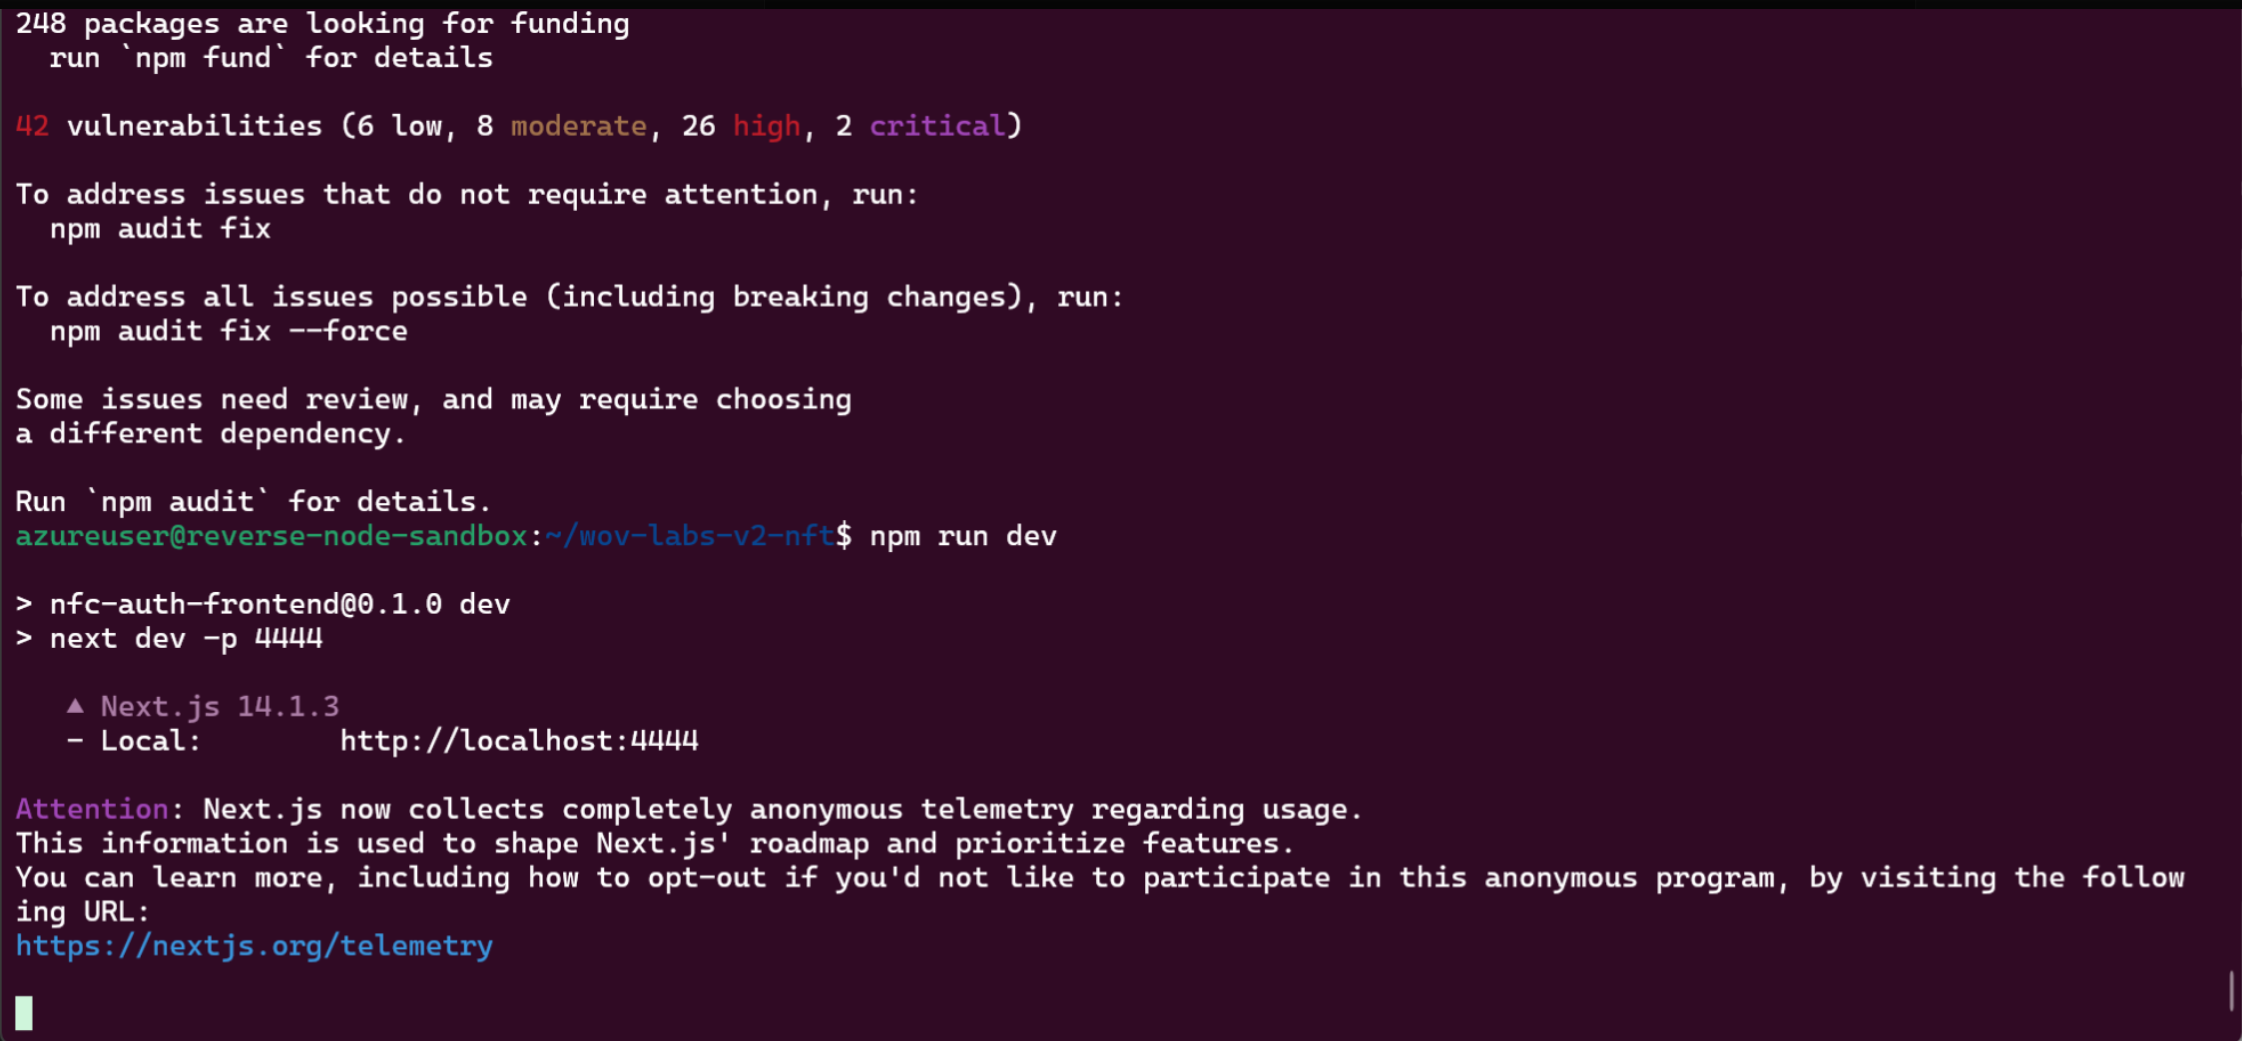 248 packages are looking for funding
  run `npm fund` for details

42 vulnerabilities (6 low, 8 moderate, 26 high, 2 critical)

To address issues that do not require attention, run:
  npm audit fix

To address all issues possible (including breaking changes), run:
  npm audit fix --force

Some issues need review, and may require choosing
a different dependency.

Run `npm audit` for details.
azureuser@reverse-node-sandbox:~/wov-labs-v2-nft$ npm run dev

> nfc-auth-frontend@0.1.0 dev
> next dev -p 4444

   ▲ Next.js 14.1.3
   - Local:        http://localhost:4444

Attention: Next.js now collects completely anonymous telemetry regarding usage.
This information is used to shape Next.js' roadmap and prioritize features.
You can learn more, including how to opt-out if you'd not like to participate in this anonymous program, by visiting the follow
ing URL:
https://nextjs.org/telemetry